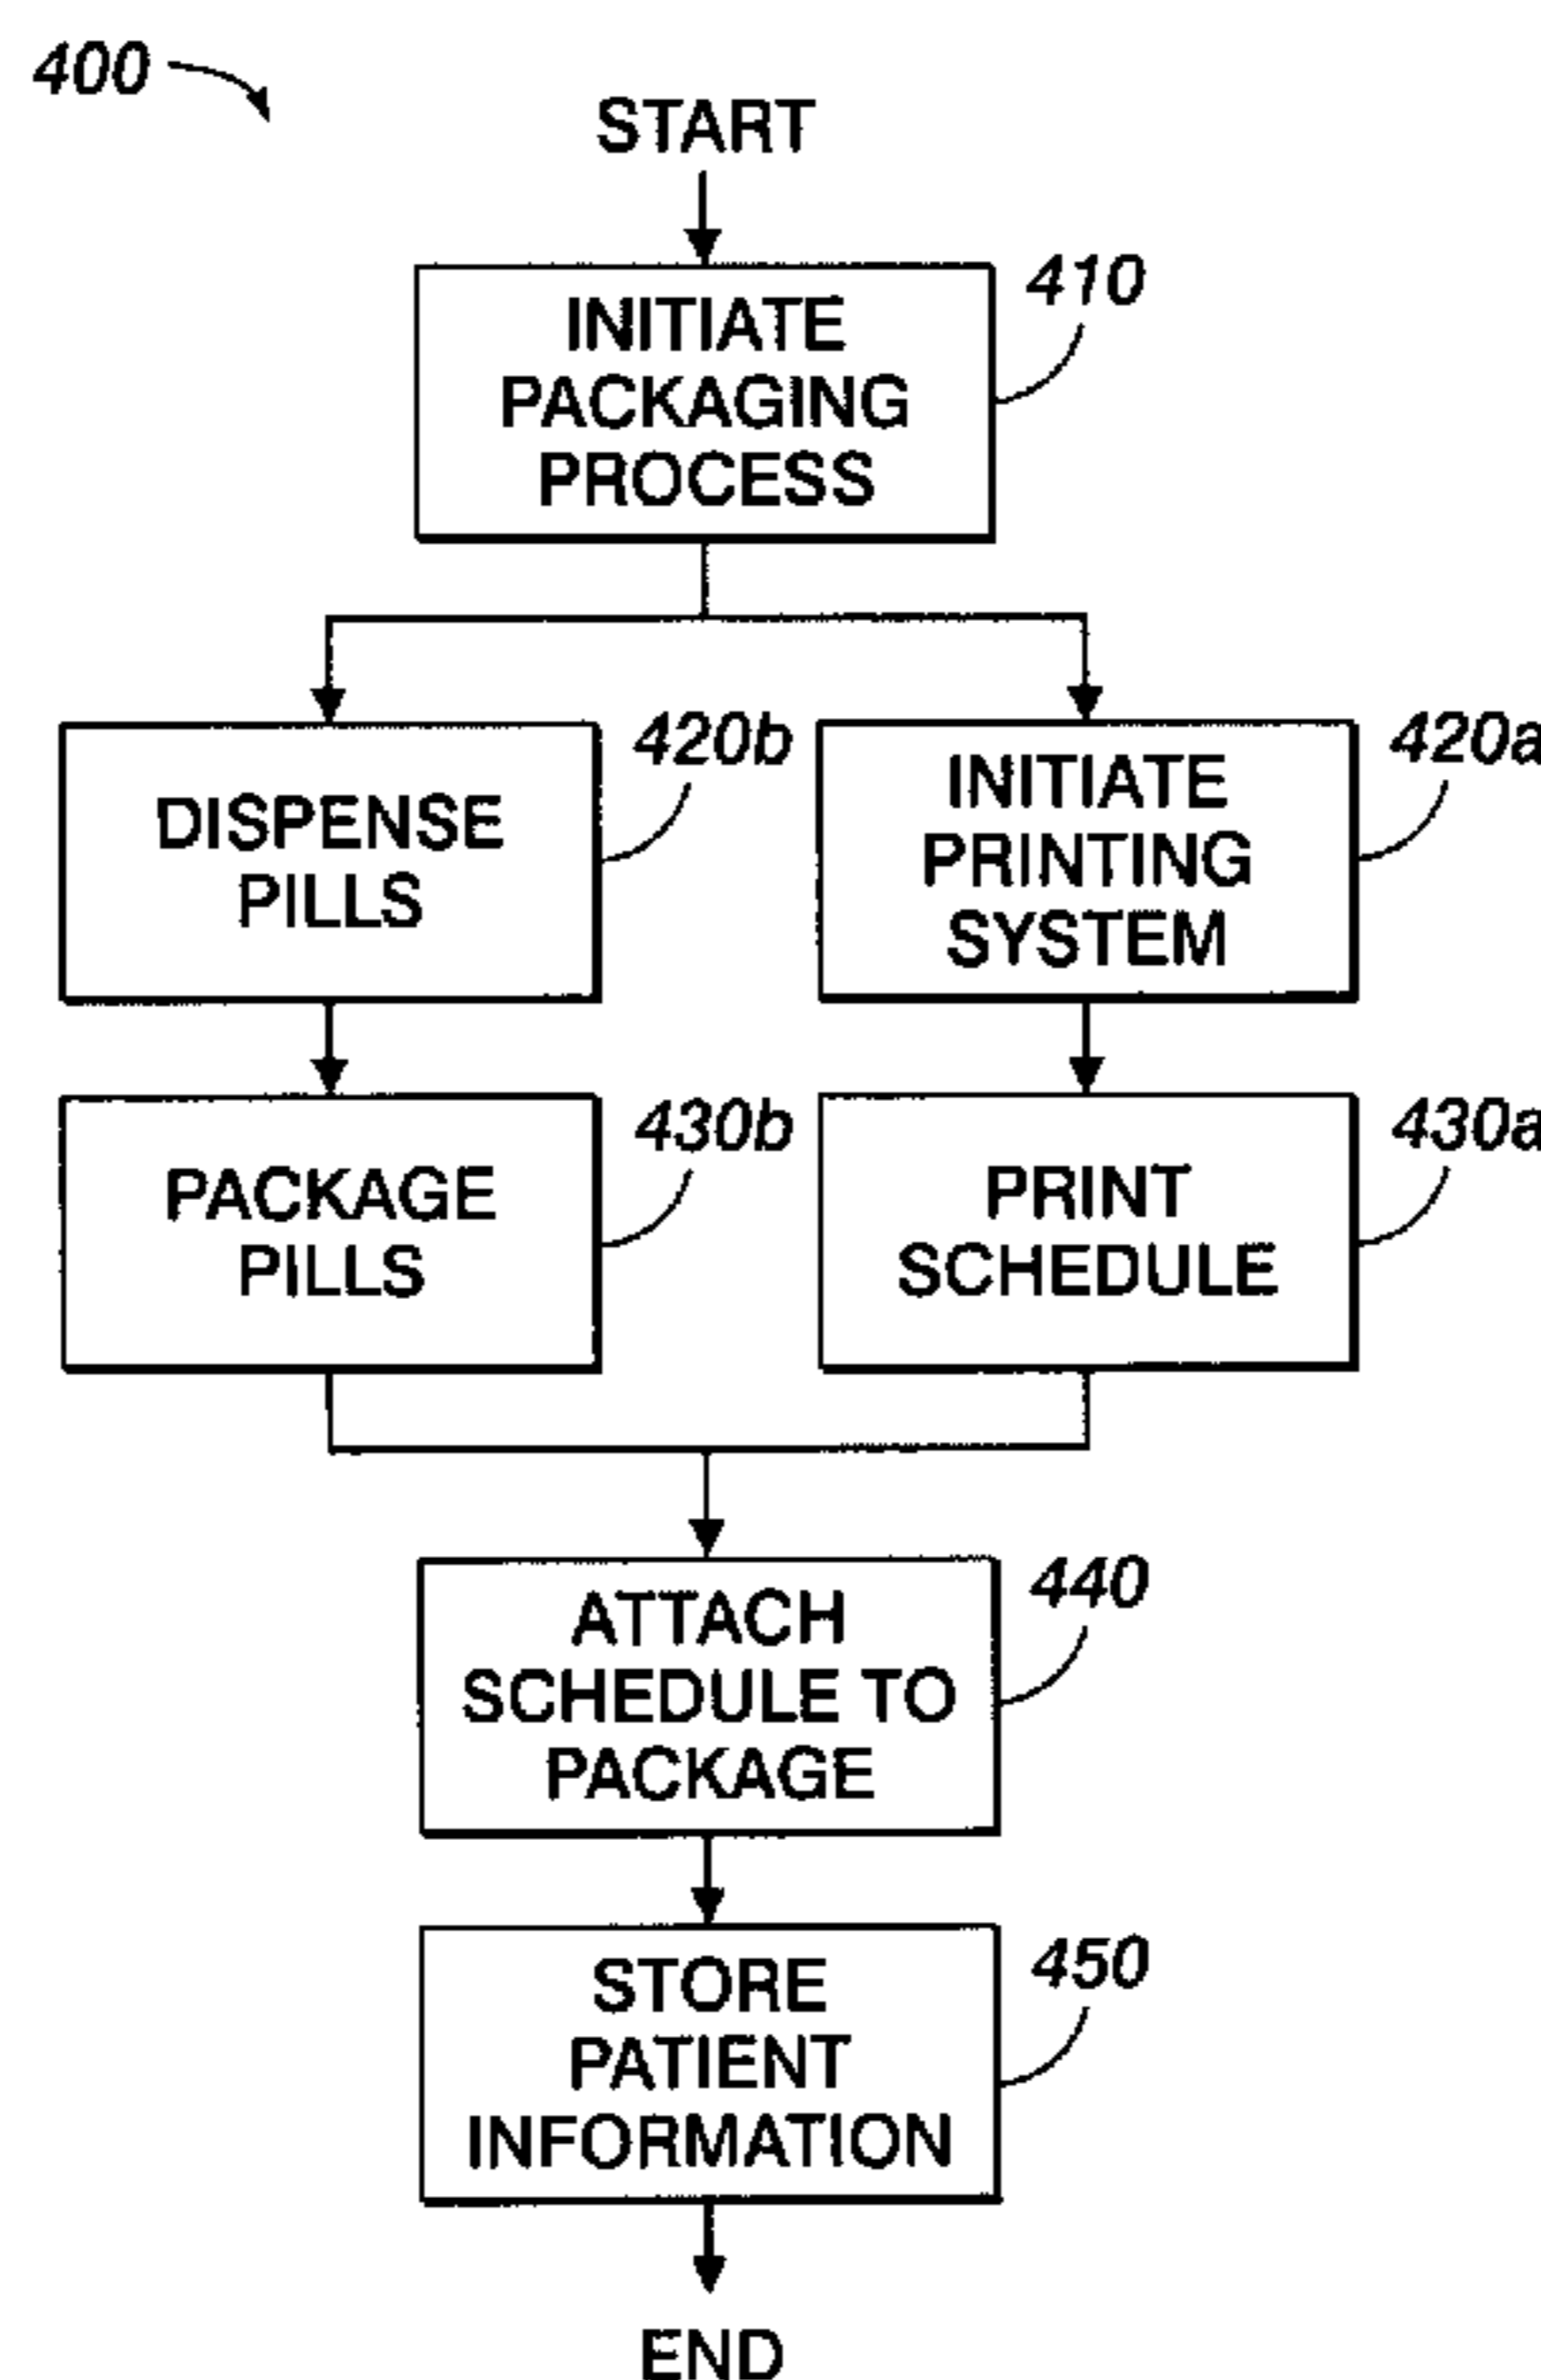 400
START
INITIATE
PACKAGING
PROCESS
410
DISPENSE
PILLS
420b
INITIATE
PRINTING
SYSTEM
420a
PACKAGE
PILLS
430b
PRINT
SCHEDULE
430a
ATTACH
SCHEDULE TO
PACKAGE
440
STORE
PATIENT
INFORMATION
450
END